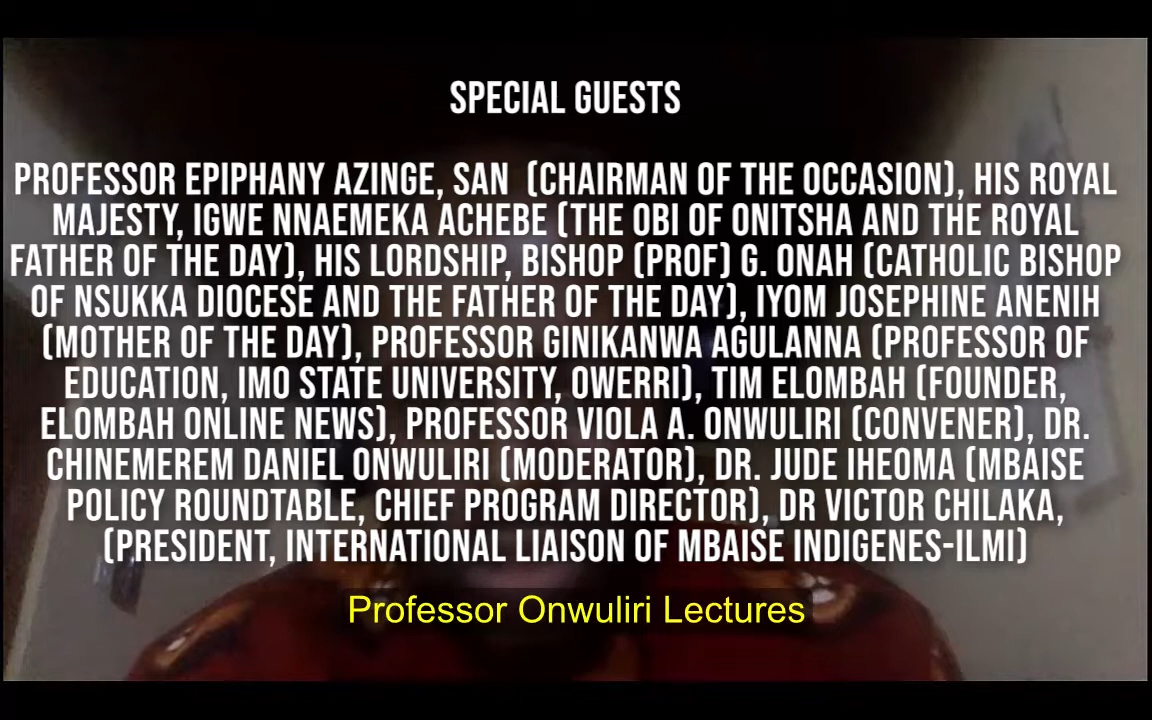 SPECIAL GUESTS
PROFESSOR EPIPHANY AZINGE, SAN (CHAIRMAN OF THE OCCASION), HIS ROYAL
MAJESTY, IGWE NNAEMEKA ACHEBE (THE OBI OF ONITSHA AND THE ROYAL
FATHER OF THE DAY), HIS LORDSHIP, BISHOP (PROF) G. ONAH (CATHOLIC BISHOP
OF NSUKKA DIOCESE AND THE FATHER OF THE DAY), IYOM JOSEPHINE ANENIH
(MOTHER OF THE DAY), PROFESSOR GINIKANWA AGULANNA (PROFESSOR OF
EDUCATION, IMO STATE UNIVERSITY, OWERRI), TIM ELOMBAH (FOUNDER,
ELOMBAH ONLINE NEWS), PROFESSOR VIOLA A. ONWULIRI (CONVENER), DR.
CHINEMEREM DANIEL ONWULIRI (MODERATOR), DR. JUDE IHEOMA (MBAISE
POLICY ROUNDTABLE, CHIEF PROGRAM DIRECTOR), DR VICTOR CHILAKA,
(PRESIDENT, INTERNATIONAL LIAISON OF MBAISE INDIGENES-ILMI)
Professor Onwuliri Lectures